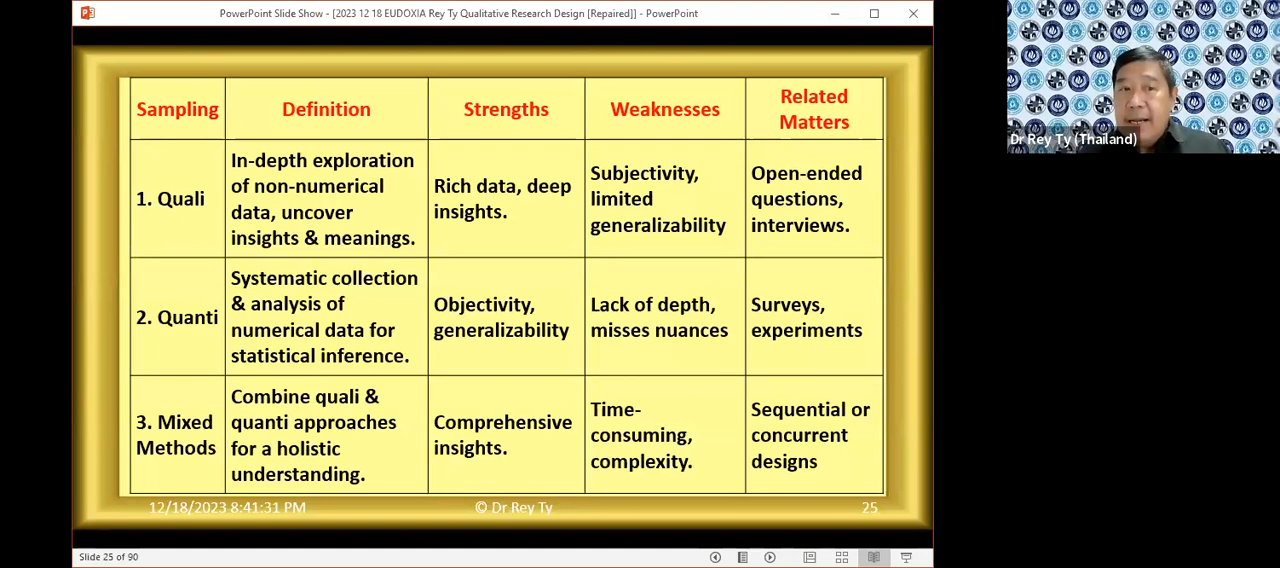 PowerPoint Slide Show - [2023 12 18 EUDOXIA Rey Ty Qualitative Research Design [Repaired]] - PowerPoint
Sampling
Definition
Strengths
Weaknesses
Related
Matters
1. Quali
In-depth exploration
of non-numerical
data, uncover
insights & meanings.
Rich data, deep
insights.
Subjectivity,
limited
generalizability
Open-ended
questions,
interviews.
2. Quanti
Systematic collection
& analysis of
numerical data for
statistical inference.
Objectivity,
generalizability
Lack of depth,
misses nuances
Surveys,
experiments
3. Mixed
Methods
Combine quali &
quanti approaches
for a holistic
understanding.
Comprehensive
insights.
Time-
consuming,
complexity.
Sequential or
concurrent
designs
12/18/2023 8:41:31 PM
© Dr Rey Ty
25
Slide 25 of 90
Dr Rey Ty (Thailand)